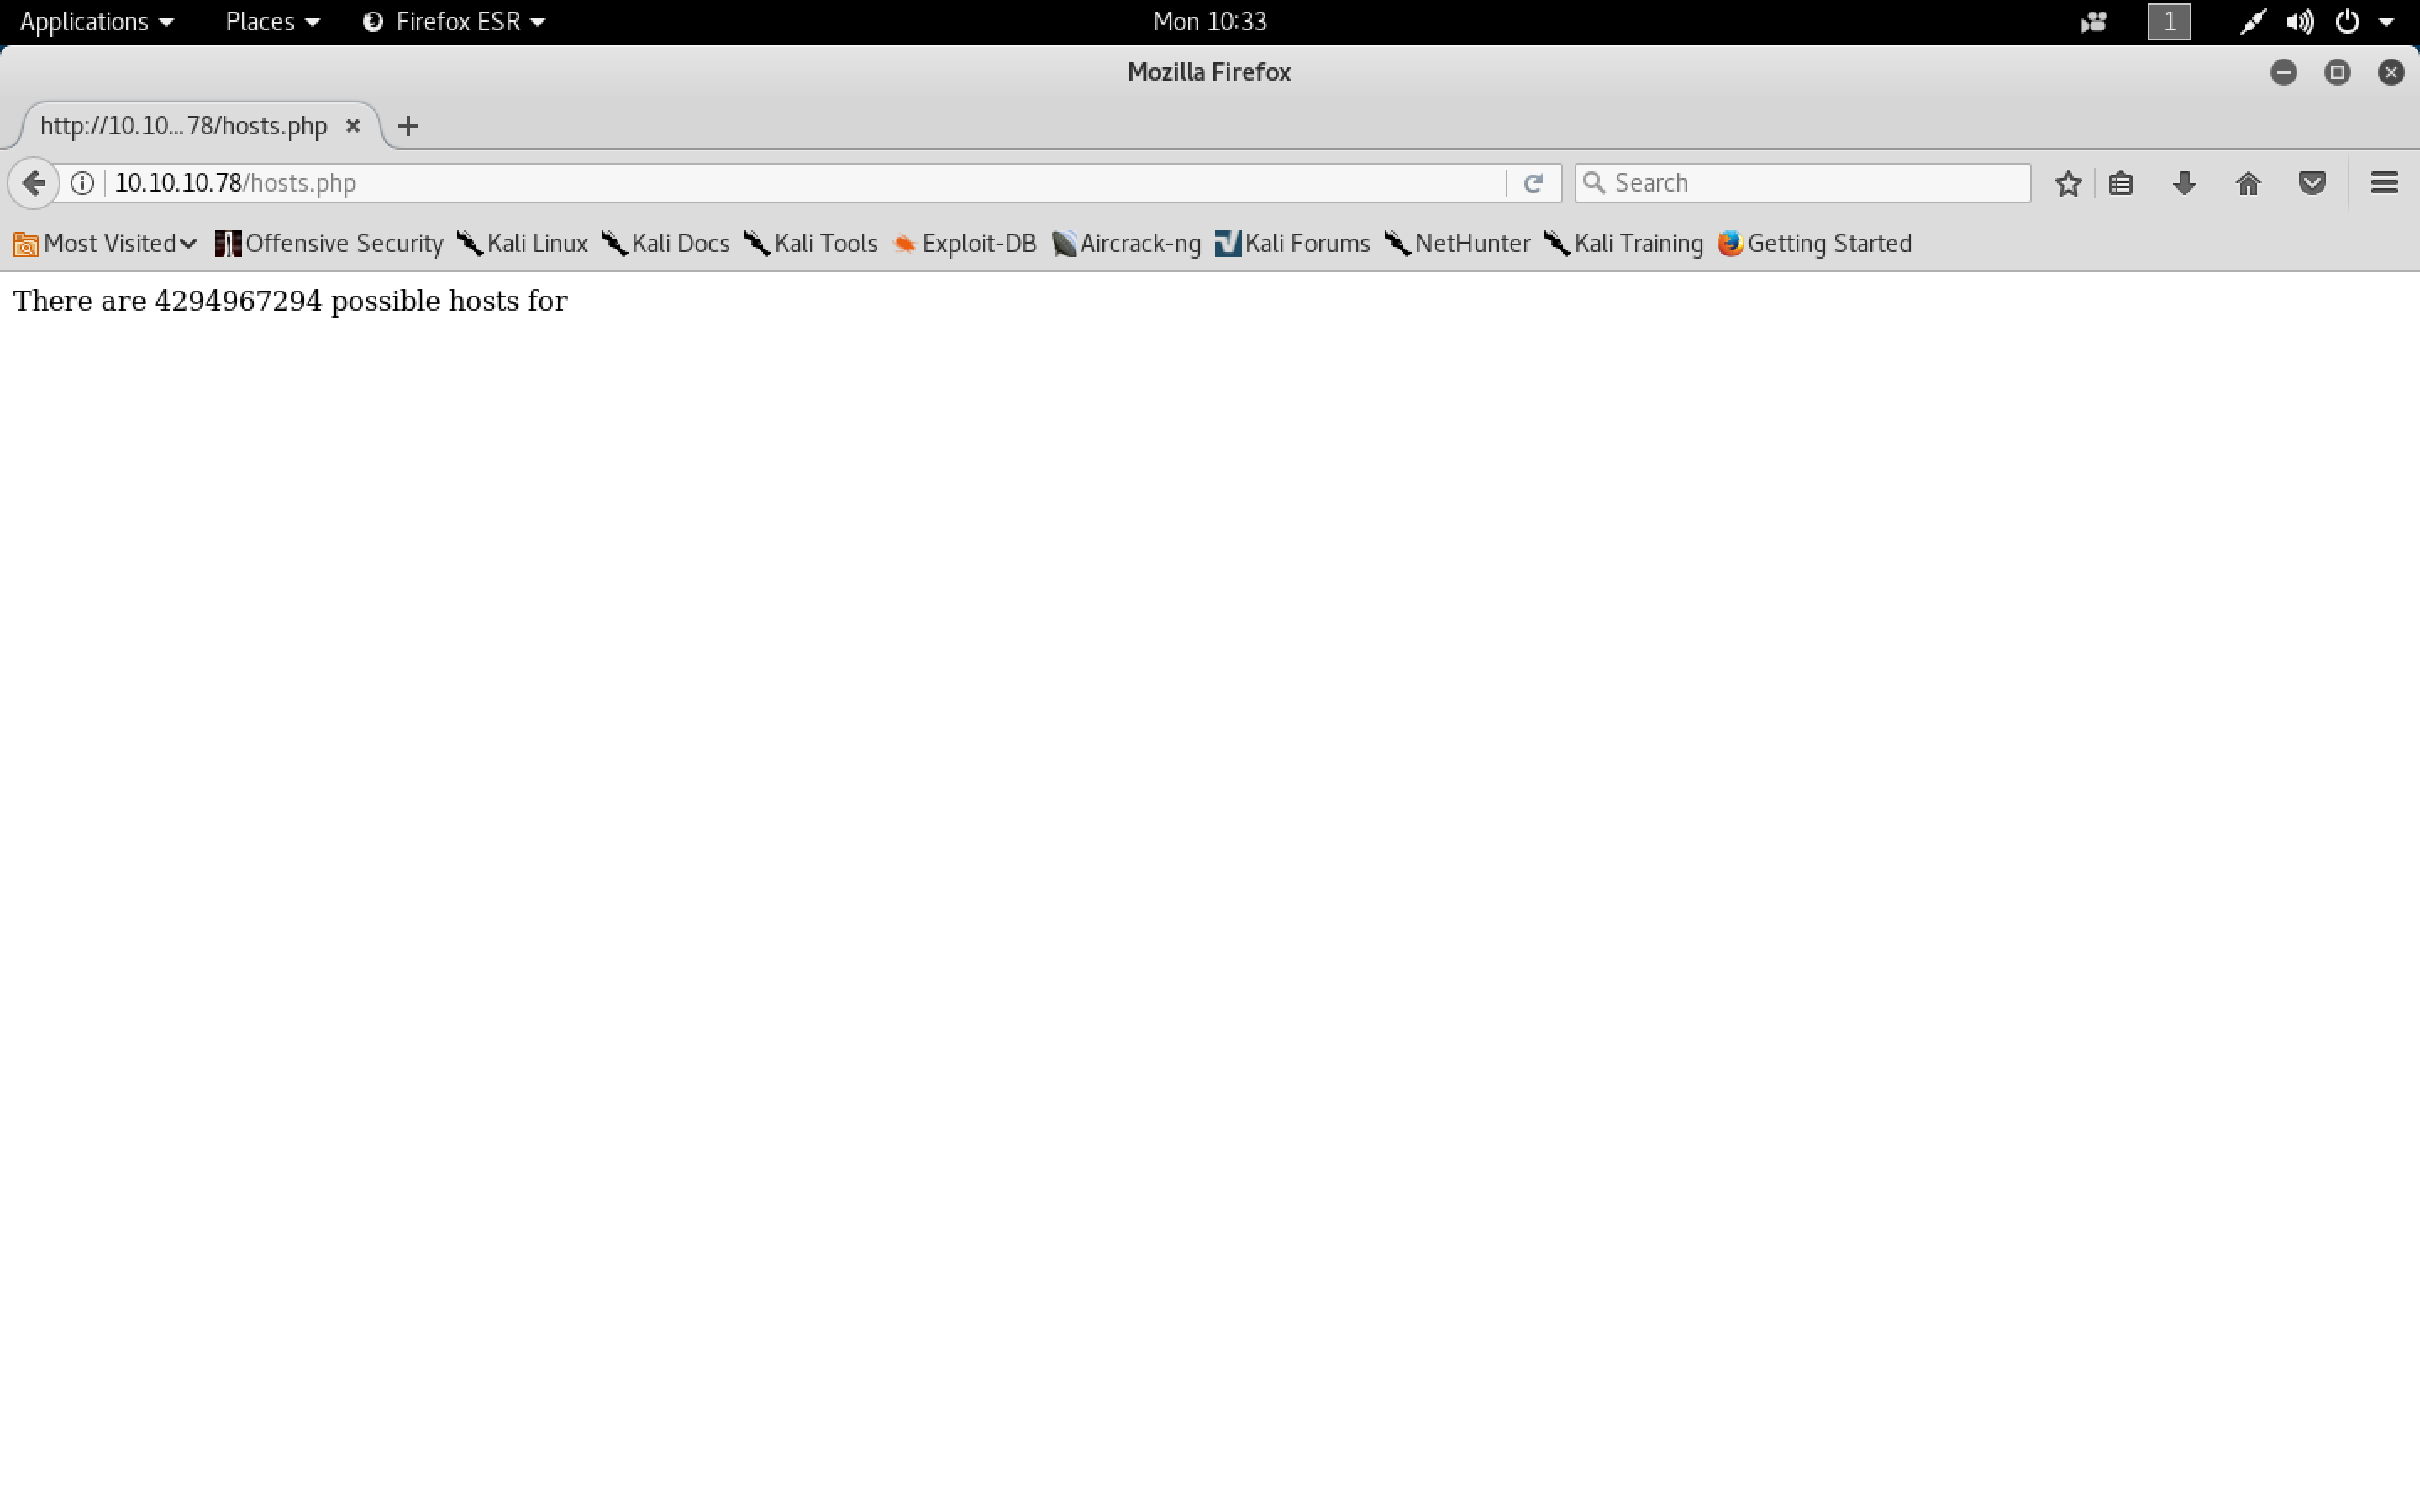 Applications Places Firefox ESR Mon 10:33 1
Mozilla Firefox
http://10.10...78/hosts.php
10.10.10.78/hosts.php Search
Most Visited Offensive Security Kali Linux Kali Docs Kali Tools Exploit-DB Aircrack-ng Kali Forums NetHunter Kali Training Getting Started
There are 4294967294 possible hosts for